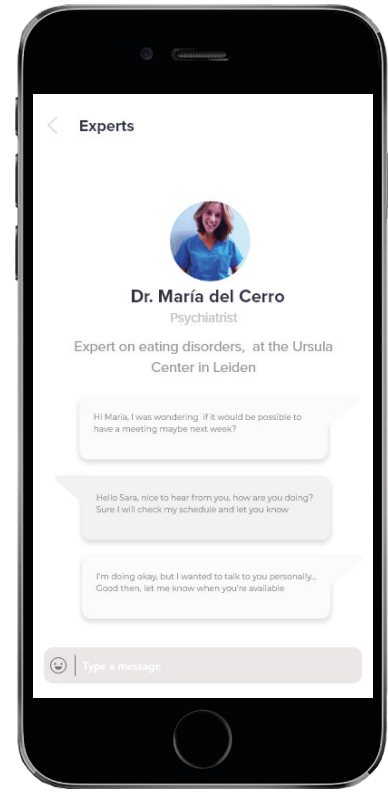 Experts
Dr. María del Cerro
Psychiatrist
Expert on eating disorders, at the Ursula
Center in Leiden
Hi Maria, I was wondering if it would be possible to
have a meeting maybe next week?
Hello Sara, nice to hear from you, how are you doing?
Sure I will check my schedule and let you know
I'm doing okay, but I wanted to talk to you personally...
Good then, let me know when you're available
Type a message